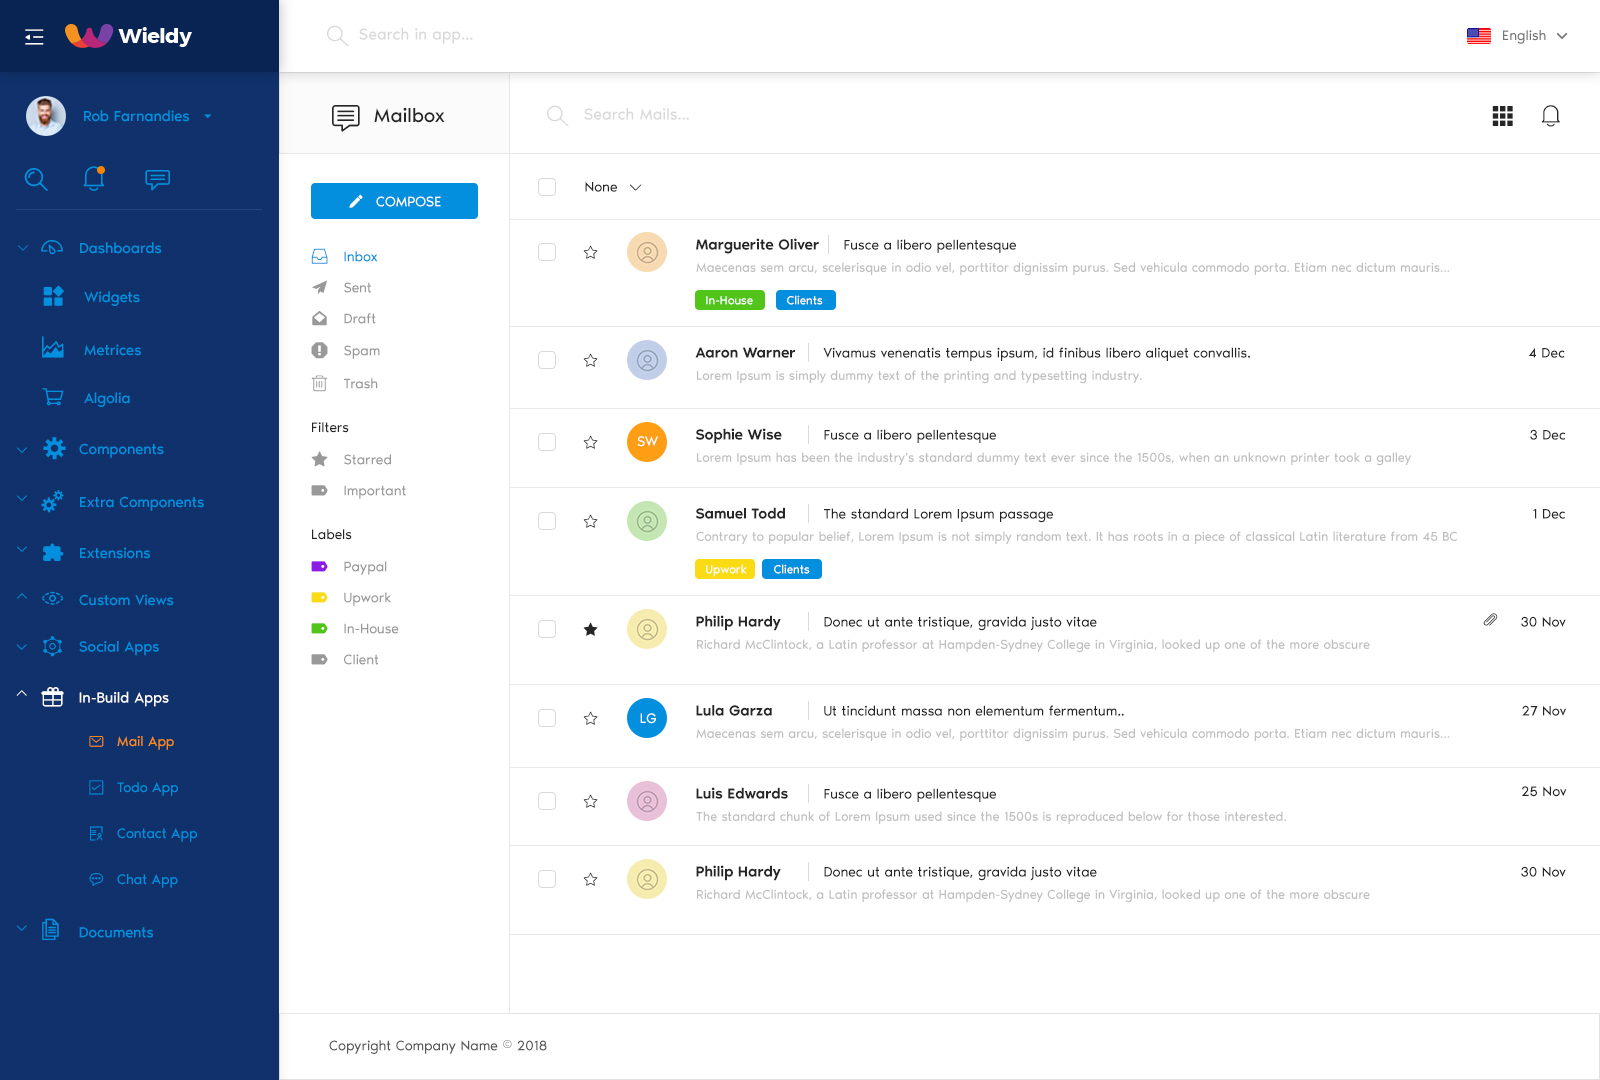 Wieldy
Search in app...
English
Rob Farnandies
Mailbox
Search Mails...
None
COMPOSE
Dashboards
Widgets
Metrices
Algolia
Components
Extra Components
Extensions
Custom Views
Social Apps
In-Build Apps
Mail App
Todo App
Contact App
Chat App
Documents
Inbox
Sent
Draft
Spam
Trash
Filters
Starred
Important
Labels
Paypal
Upwork
In-House
Client
Marguerite Oliver Fusce a libero pellentesque
Maecenas sem arcu, scelerisque in odio vel, porttitor dignissim purus. Sed vehicula commodo porta. Etiam nec dictum mauris...
In-House Clients
Aaron Warner Vivamus venenatis tempus ipsum, id finibus libero aliquet convallis. 4 Dec
Lorem Ipsum is simply dummy text of the printing and typesetting industry.
SW Sophie Wise Fusce a libero pellentesque 3 Dec
Lorem Ipsum has been the industry's standard dummy text ever since the 1500s, when an unknown printer took a galley
Samuel Todd The standard Lorem Ipsum passage 1 Dec
Contrary to popular belief, Lorem Ipsum is not simply random text. It has roots in a piece of classical Latin literature from 45 BC
Upwork Clients
Philip Hardy Donec ut ante tristique, gravida justo vitae 30 Nov
Richard McClintock, a Latin professor at Hampden-Sydney College in Virginia, looked up one of the more obscure
LG Lula Garza Ut tincidunt massa non elementum fermentum.. 27 Nov
Maecenas sem arcu, scelerisque in odio vel, porttitor dignissim purus. Sed vehicula commodo porta. Etiam nec dictum mauris...
Luis Edwards Fusce a libero pellentesque 25 Nov
The standard chunk of Lorem Ipsum used since the 1500s is reproduced below for those interested.
Philip Hardy Donec ut ante tristique, gravida justo vitae 30 Nov
Richard McClintock, a Latin professor at Hampden-Sydney College in Virginia, looked up one of the more obscure
Copyright Company Name © 2018